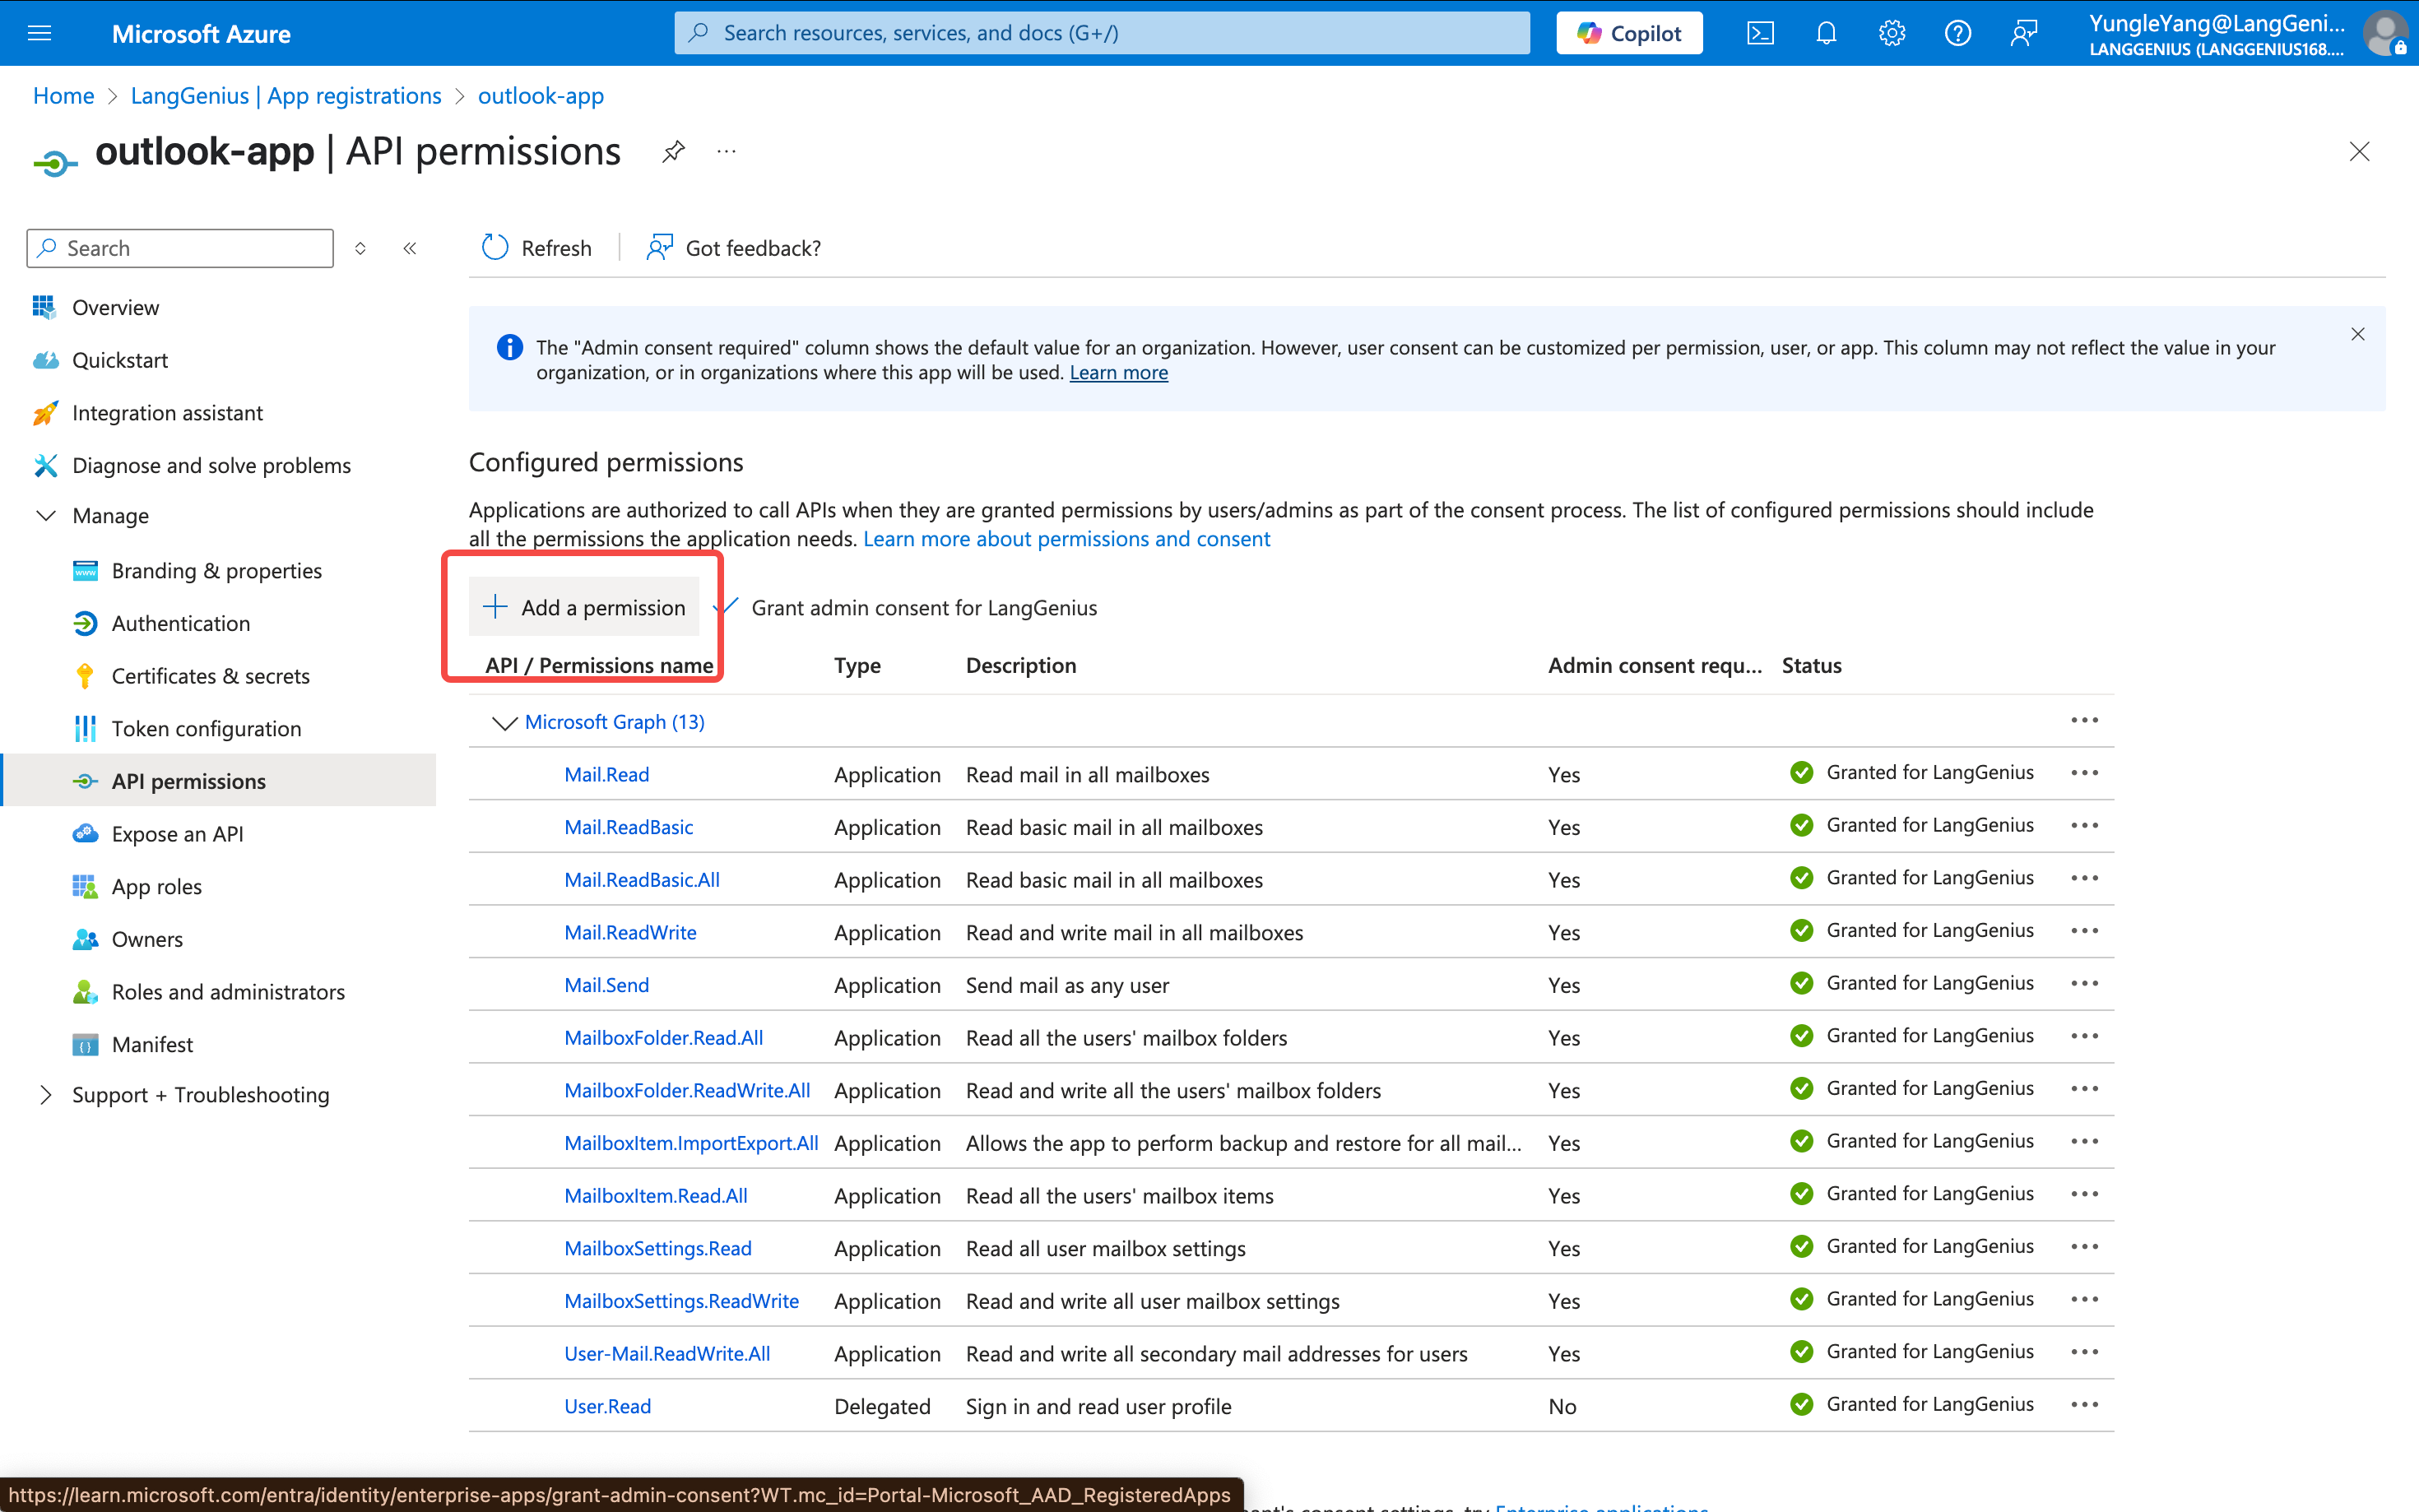 Microsoft Azure
Search resources, services, and docs (G+/)
Copilot
YungleYang@LangGeni...
LANGGENIUS (LANGGENIUS168....
Home > LangGenius | App registrations > outlook-app
outlook-app | API permissions
Search
Refresh
Got feedback?
Overview
Quickstart
Integration assistant
Diagnose and solve problems
Manage
Branding & properties
Authentication
Certificates & secrets
Token configuration
API permissions
Expose an API
App roles
Owners
Roles and administrators
Manifest
Support + Troubleshooting
The "Admin consent required" column shows the default value for an organization. However, user consent can be customized per permission, user, or app. This column may not reflect the value in your
organization, or in organizations where this app will be used. Learn more
Configured permissions
Applications are authorized to call APIs when they are granted permissions by users/admins as part of the consent process. The list of configured permissions should include
all the permissions the application needs. Learn more about permissions and consent
Add a permission
Grant admin consent for LangGenius
API / Permissions name Type Description Admin consent requ... Status
Microsoft Graph (13)
Mail.Read Application Read mail in all mailboxes Yes Granted for LangGenius
Mail.ReadBasic Application Read basic mail in all mailboxes Yes Granted for LangGenius
Mail.ReadBasic.All Application Read basic mail in all mailboxes Yes Granted for LangGenius
Mail.ReadWrite Application Read and write mail in all mailboxes Yes Granted for LangGenius
Mail.Send Application Send mail as any user Yes Granted for LangGenius
MailboxFolder.Read.All Application Read all the users' mailbox folders Yes Granted for LangGenius
MailboxFolder.ReadWrite.All Application Read and write all the users' mailbox folders Yes Granted for LangGenius
MailboxItem.ImportExport.All Application Allows the app to perform backup and restore for all mail... Yes Granted for LangGenius
MailboxItem.Read.All Application Read all the users' mailbox items Yes Granted for LangGenius
MailboxSettings.Read Application Read all user mailbox settings Yes Granted for LangGenius
MailboxSettings.ReadWrite Application Read and write all user mailbox settings Yes Granted for LangGenius
User-Mail.ReadWrite.All Application Read and write all secondary mail addresses for users Yes Granted for LangGenius
User.Read Delegated Sign in and read user profile No Granted for LangGenius
https://learn.microsoft.com/entra/identity/enterprise-apps/grant-admin-consent?WT.mc_id=Portal-Microsoft_AAD_RegisteredApps
consent settings, try Enterprise applications